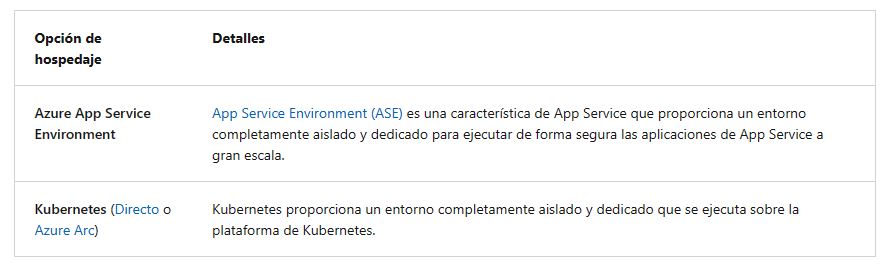 Opción de
hospedaje
Detalles
Azure App Service
Environment
App Service Environment (ASE) es una característica de App Service que proporciona un entorno
completamente aislado y dedicado para ejecutar de forma segura las aplicaciones de App Service a
gran escala.
Kubernetes (Directo o
Azure Arc)
Kubernetes proporciona un entorno completamente aislado y dedicado que se ejecuta sobre la
plataforma de Kubernetes.